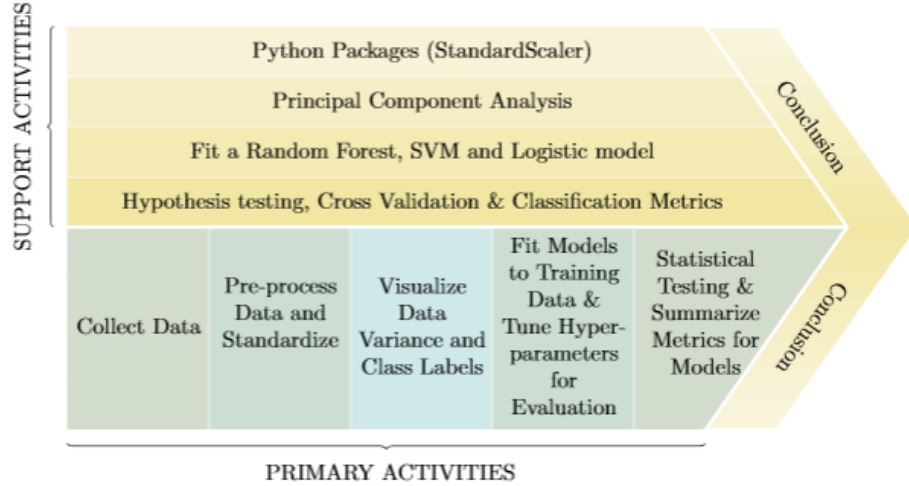 SUPPORT ACTIVITIES
Python Packages (StandardScaler)
Principal Component Analysis
Fit a Random Forest, SVM and Logistic model
Hypothesis testing, Cross Validation & Classification Metrics
Conclusion
Collect Data
Pre-process
Data and
Standardize
Visualize
Data
Variance and
Class Labels
Fit Models
to Training
Data &
Tune Hyper-
parameters
for
Evaluation
Statistical
Testing &
Summarize
Metrics for
Models
Conclusion
PRIMARY ACTIVITIES